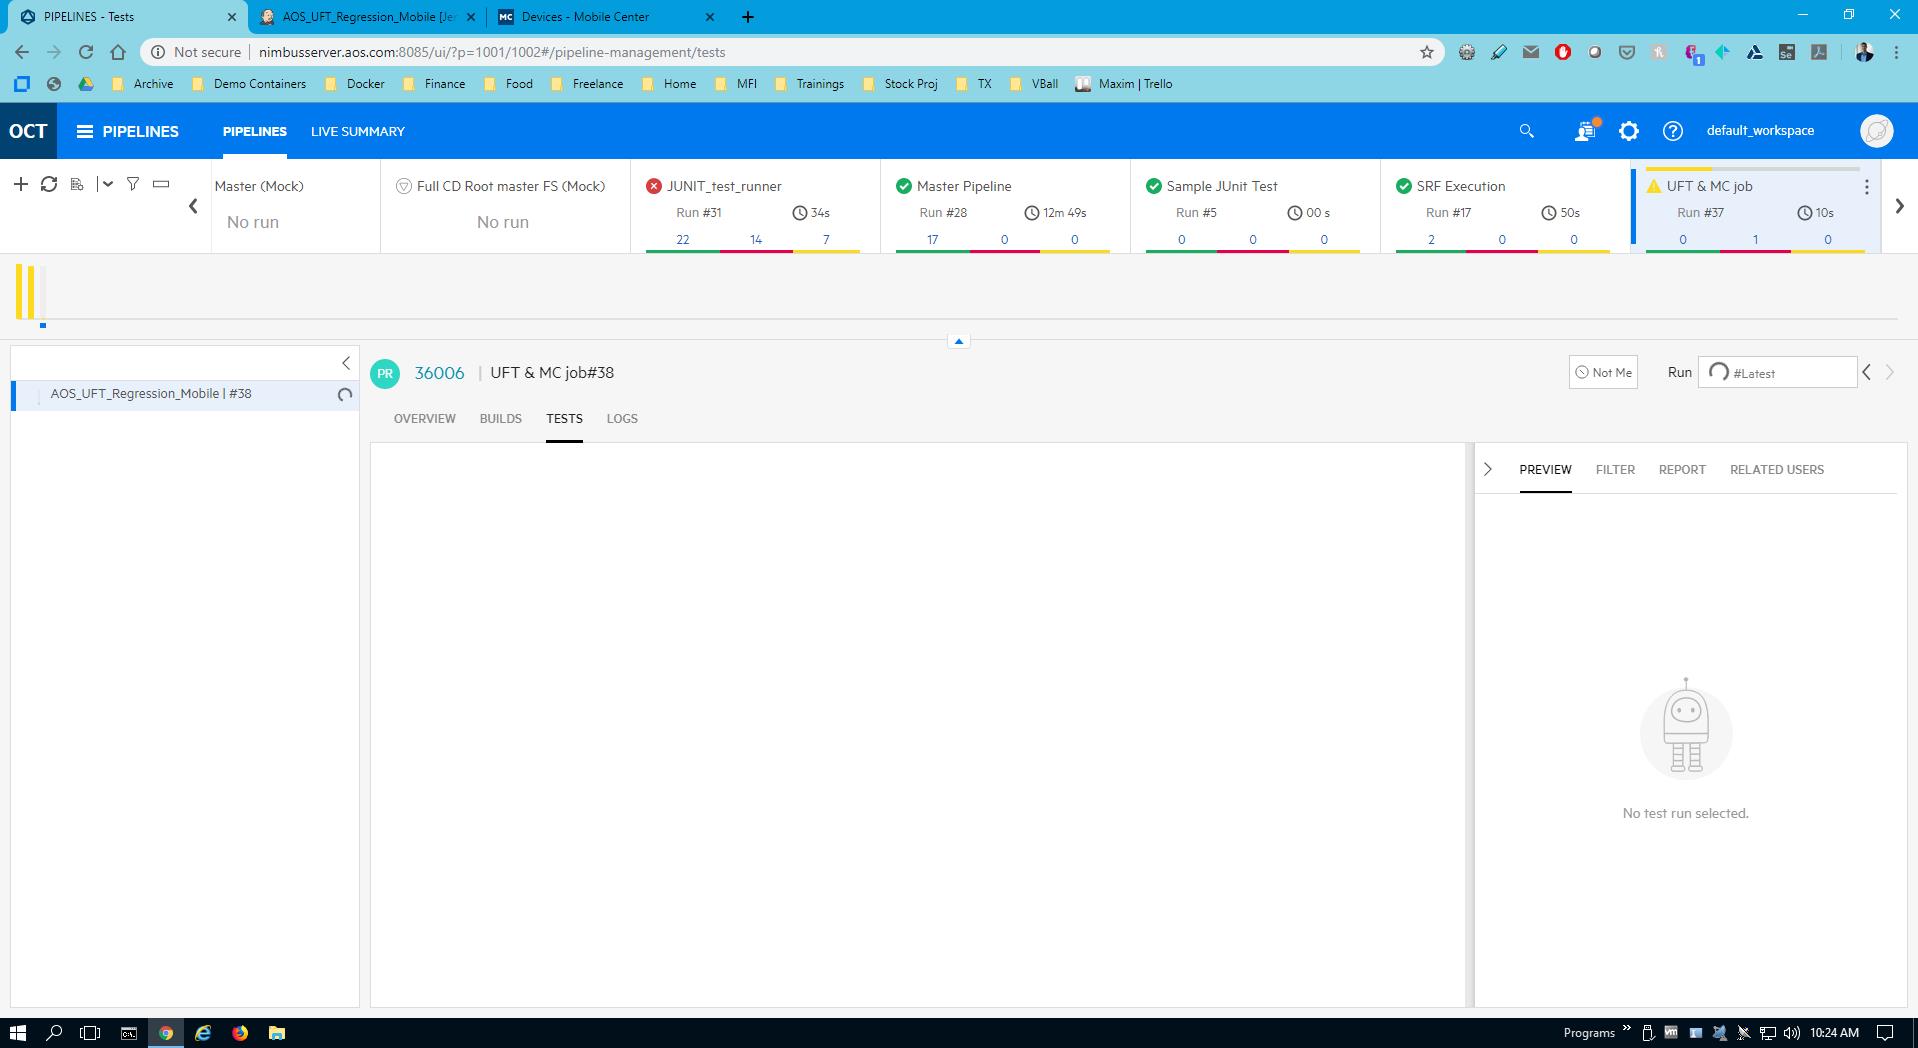 PIPELINES - Tests
AOS_UFT_Regression_Mobile [Jer
MC Devices - Mobile Center
Not secure | nimbusserver.aos.com:8085/ui/?p=1001/1002#/pipeline-management/tests
1
Se
Archive Demo Containers Docker Finance Food Freelance Home MFI Trainings Stock Proj TX VBall Maxim | Trello
OCT PIPELINES PIPELINES LIVE SUMMARY default_workspace
Master (Mock)
No run
Full CD Root master FS (Mock)
No run
JUNIT_test_runner
Run #31 34s
22 14 7
Master Pipeline
Run #28 12m 49s
17 0 0
Sample JUnit Test
Run #5 00 s
0 0 0
SRF Execution
Run #17 50s
2 0 0
UFT & MC job
Run #37 10s
0 1 0
AOS_UFT_Regression_Mobile | #38
PR 36006 | UFT & MC job#38
Not Me Run #Latest
OVERVIEW BUILDS TESTS LOGS
PREVIEW FILTER REPORT RELATED USERS
No test run selected.
Programs » vm 10:24 AM